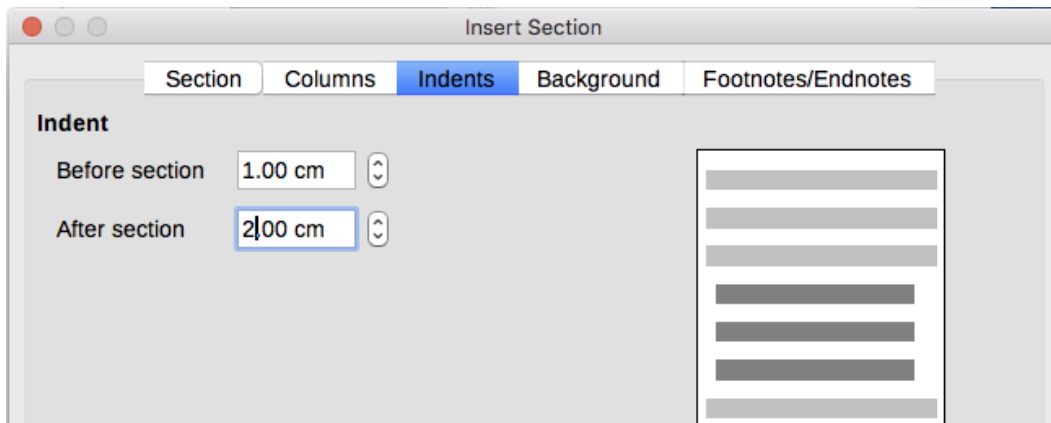 Insert Section
Section Columns Indents Background Footnotes/Endnotes
Indent
Before section 1.00 cm
After section 2.00 cm